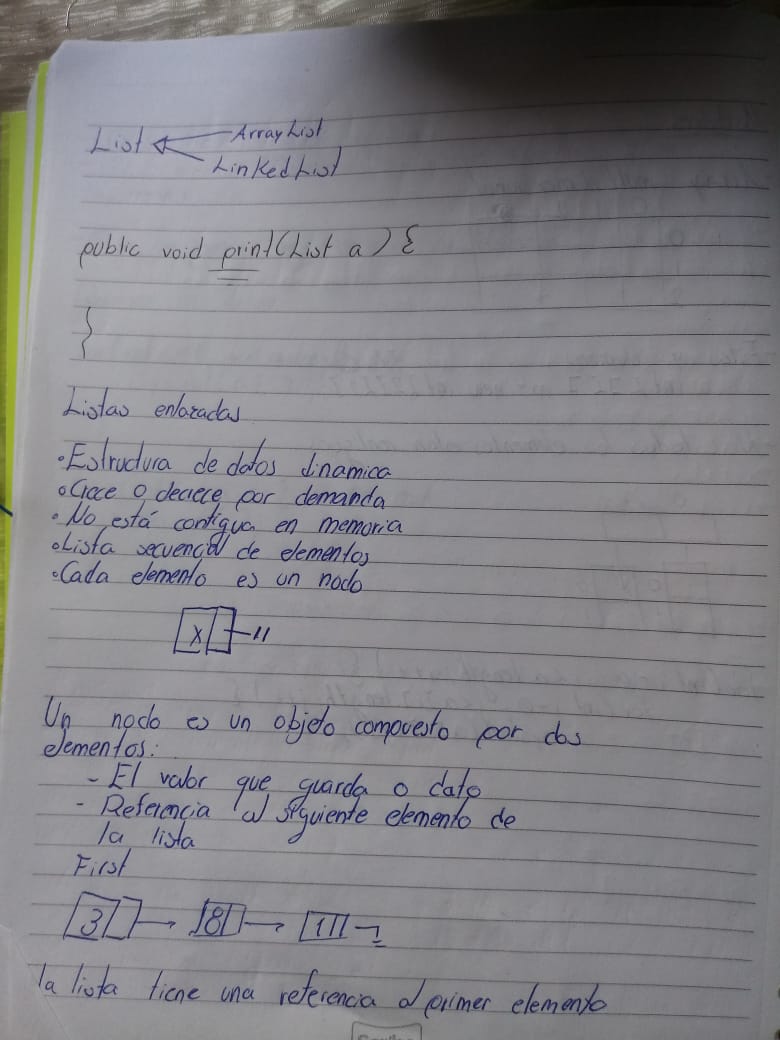 List ArrayList
LinkedList
public void print(List a) {
}
Listas enlazadas
• Estructura de datos dinamica
• Crece o decrece por demanda
• No está contigua en memoria
• Lista secuencial de elementos
• Cada elemento es un nodo
X
Un nodo es un objeto compuesto por dos
elementos:
- El valor que guarda o dato
- Referencia al siguiente elemento de
la lista
First
3 8 1
la lista tiene una referencia al primer elemento